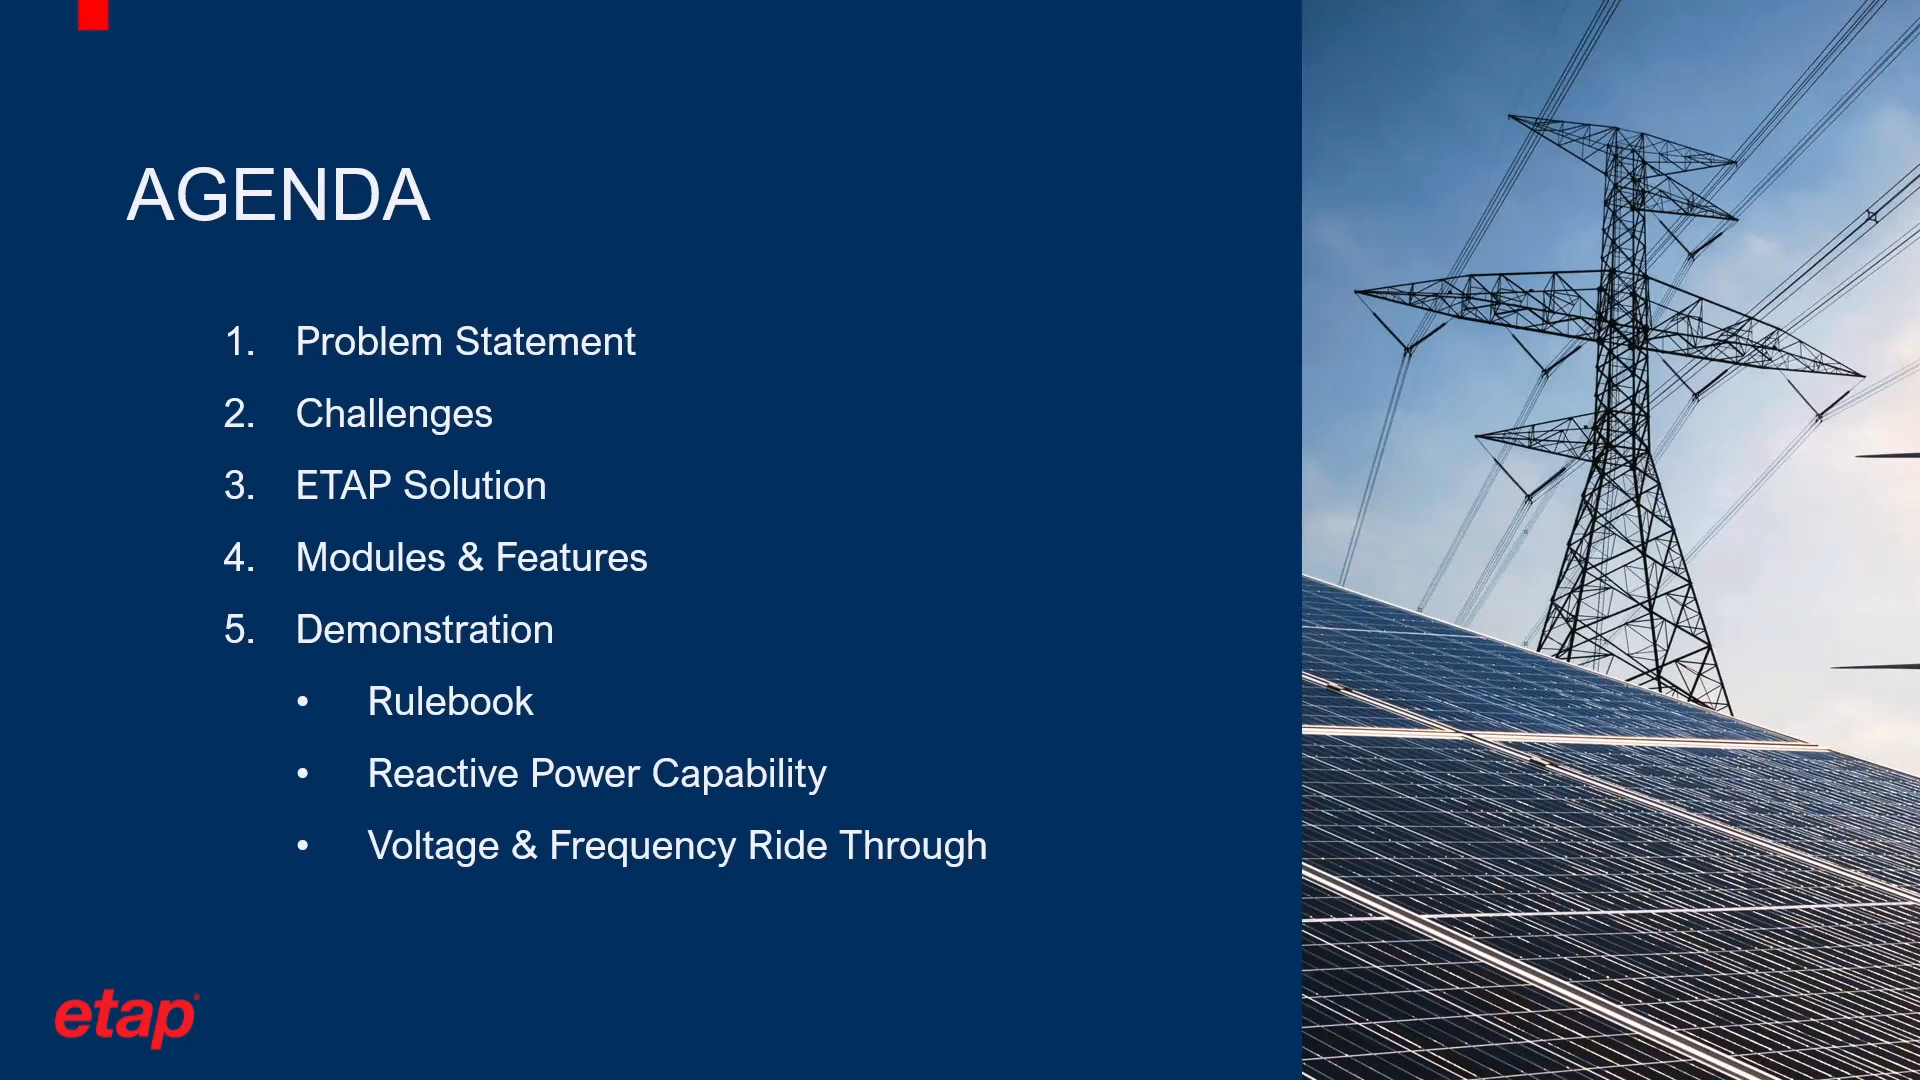 AGENDA
1. Problem Statement
2. Challenges
3. ETAP Solution
4. Modules & Features
5. Demonstration
• Rulebook
• Reactive Power Capability
• Voltage & Frequency Ride Through
etap